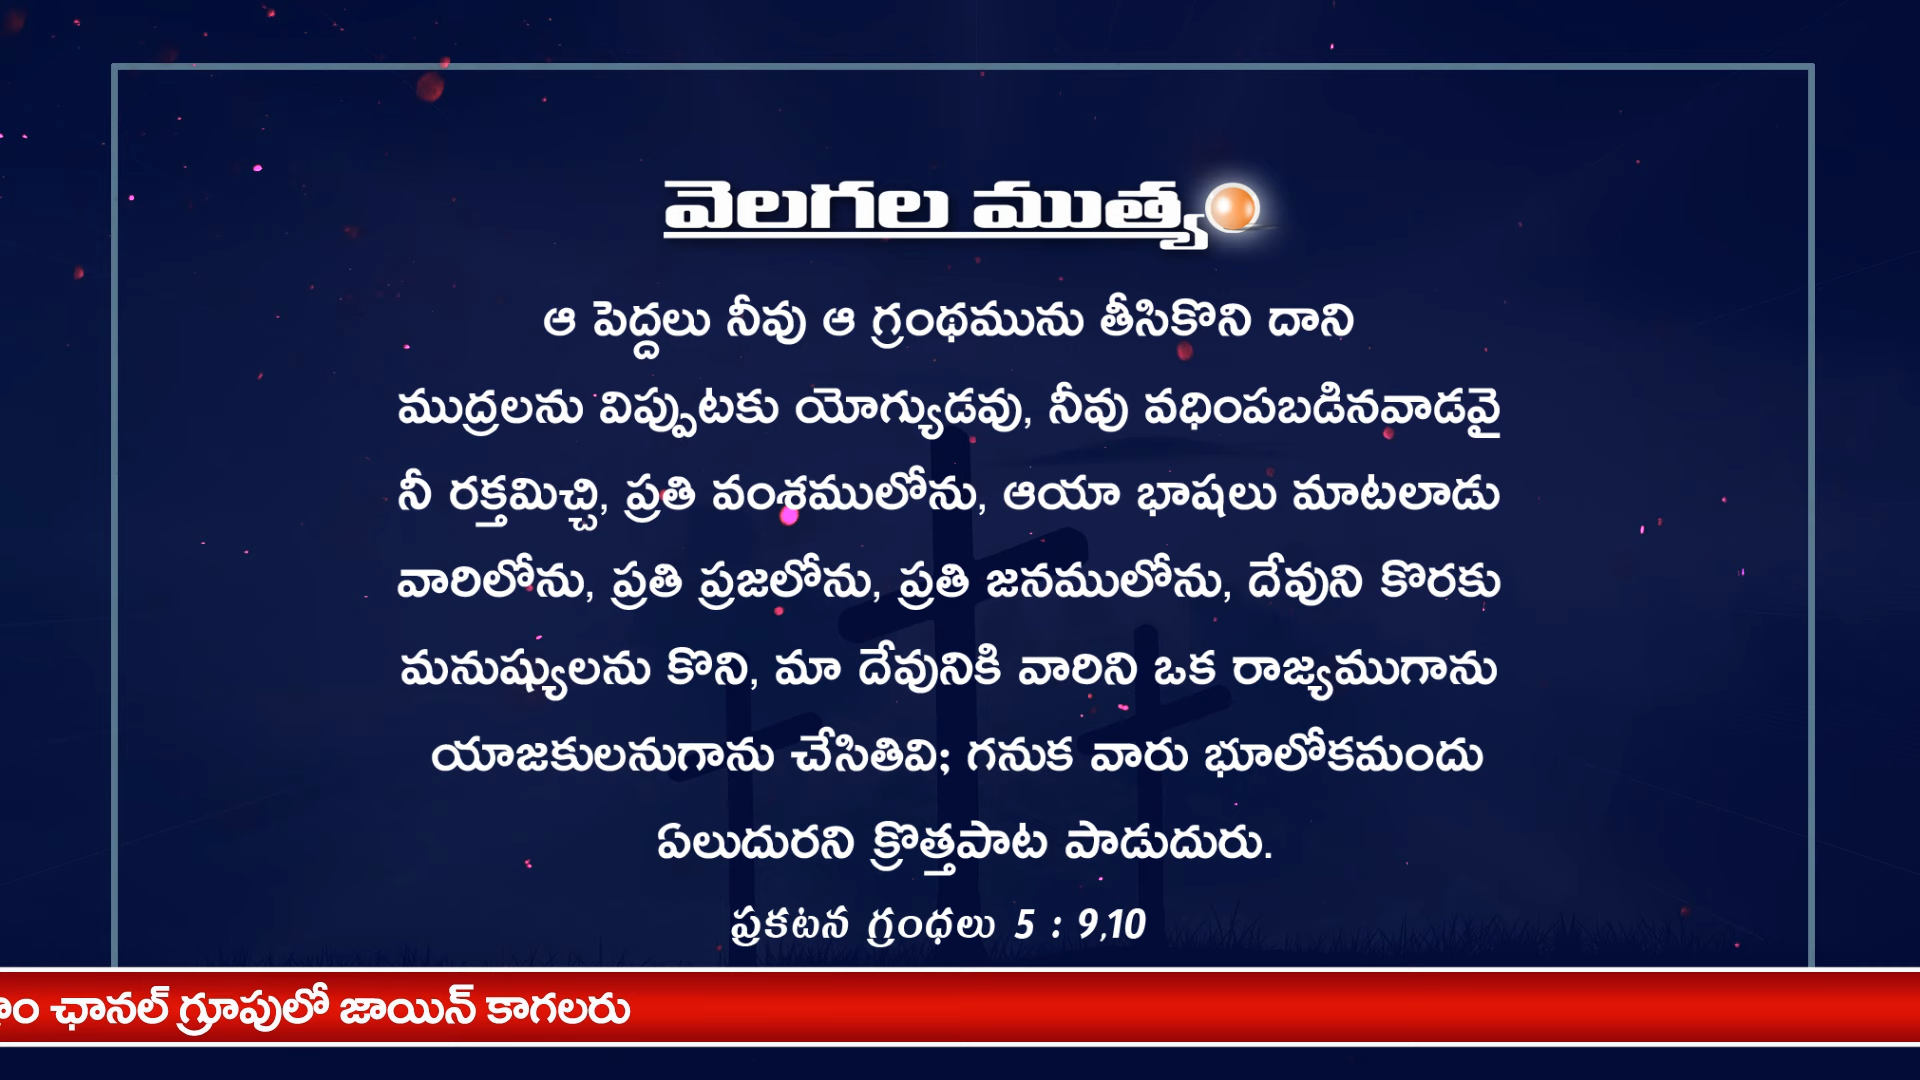 వెలగల ముత్యం
ఆ పెద్దలు నీవు ఆ గ్రంథమును తీసికొని దాని
ముద్రలను విప్పుటకు యోగ్యుడవు, నీవు వధింపబడినవాడవై
నీ రక్తమిచ్చి, ప్రతి వంశములోను, ఆయా భాషలు మాటలాడు
వారిలోను, ప్రతి ప్రజలోను, ప్రతి జనములోను, దేవుని కొరకు
మనుష్యులను కొని, మా దేవునికి వారిని ఒక రాజ్యముగాను
యాజకులనుగాను చేసితివి; గనుక వారు భూలోకమందు
ఏలుదురని క్రొత్తపాట పాడుదురు.
ప్రకటన గ్రంధలు 5 : 9,10
ఛానల్ గ్రూపులో జాయిన్ కాగలరు